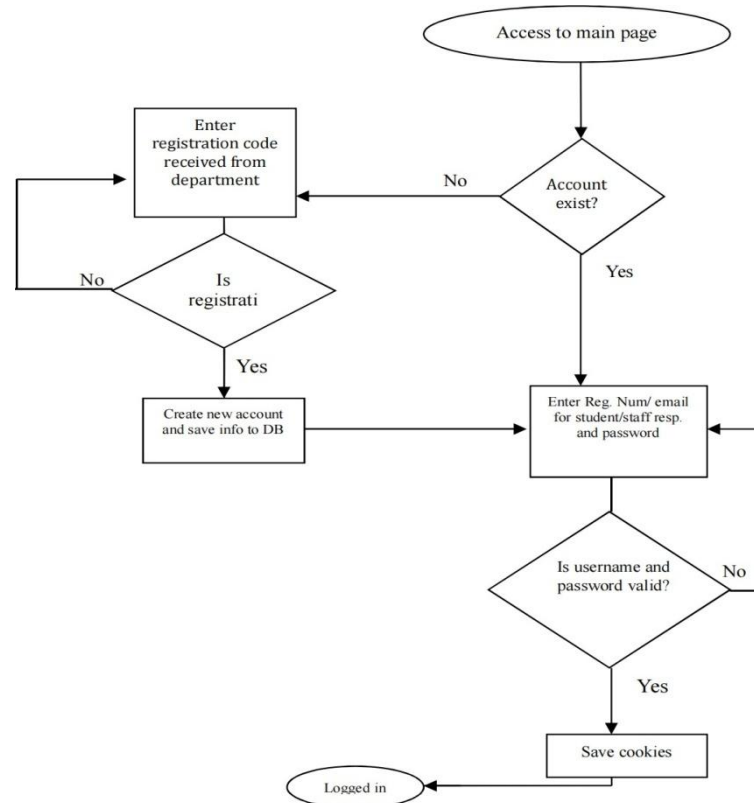 Access to main page
Enter
registration code
received from
department
No
Account
exist?
Yes
No
Is
registrati
Yes
Create new account
and save info to DB
Enter Reg. Num/ email
for student/staff resp.
and password
Is username and
password valid?
No
Yes
Save cookies
Logged in